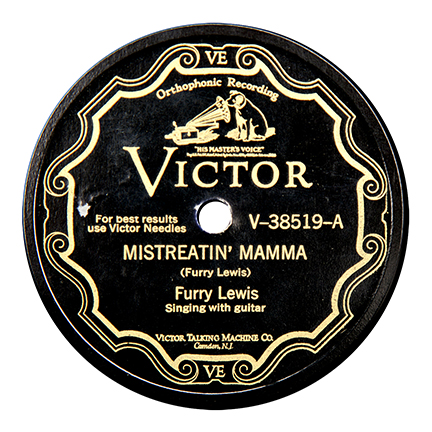 VE
Orthophonic Recording
"HIS MASTER'S VOICE"
VICTOR
For best results
use Victor Needles
V-38519-A
MISTREATIN' MAMMA
(Furry Lewis)
Furry Lewis
Singing with guitar
VICTOR TALKING MACHINE CO.
Camden, N.J.
VE